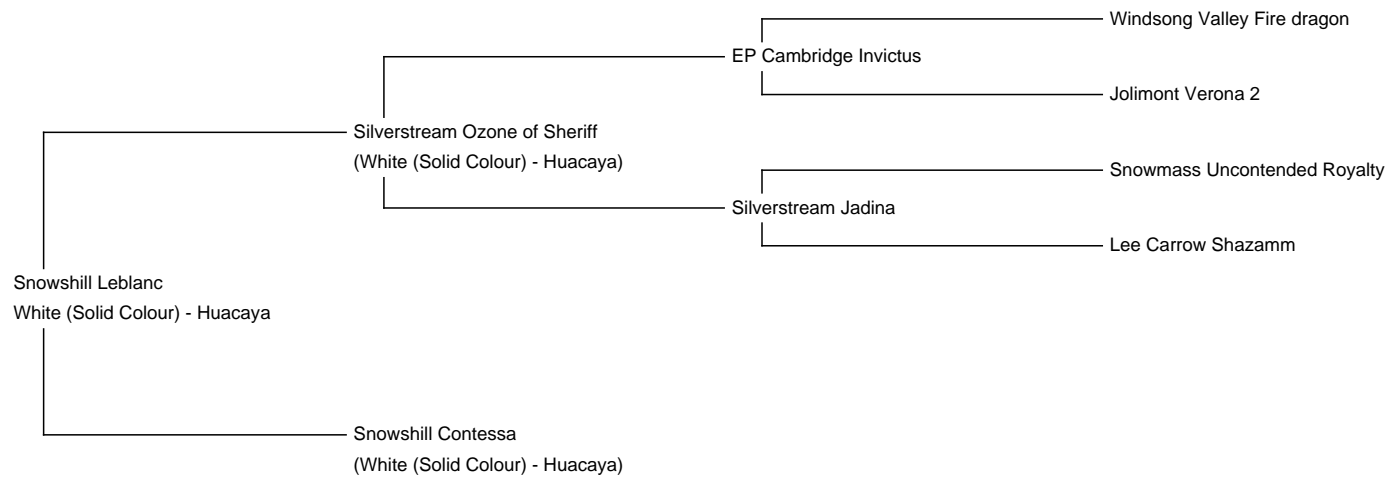 Windsong Valley Fire dragon
EP Cambridge Invictus
Jolimont Verona 2
Silverstream Ozone of Sheriff
(White (Solid Colour) - Huacaya)
Snowmass Uncontended Royalty
Silverstream Jadina
Lee Carrow Shazamm
Snowshill Leblanc
White (Solid Colour) - Huacaya
Snowshill Contessa
(White (Solid Colour) - Huacaya)